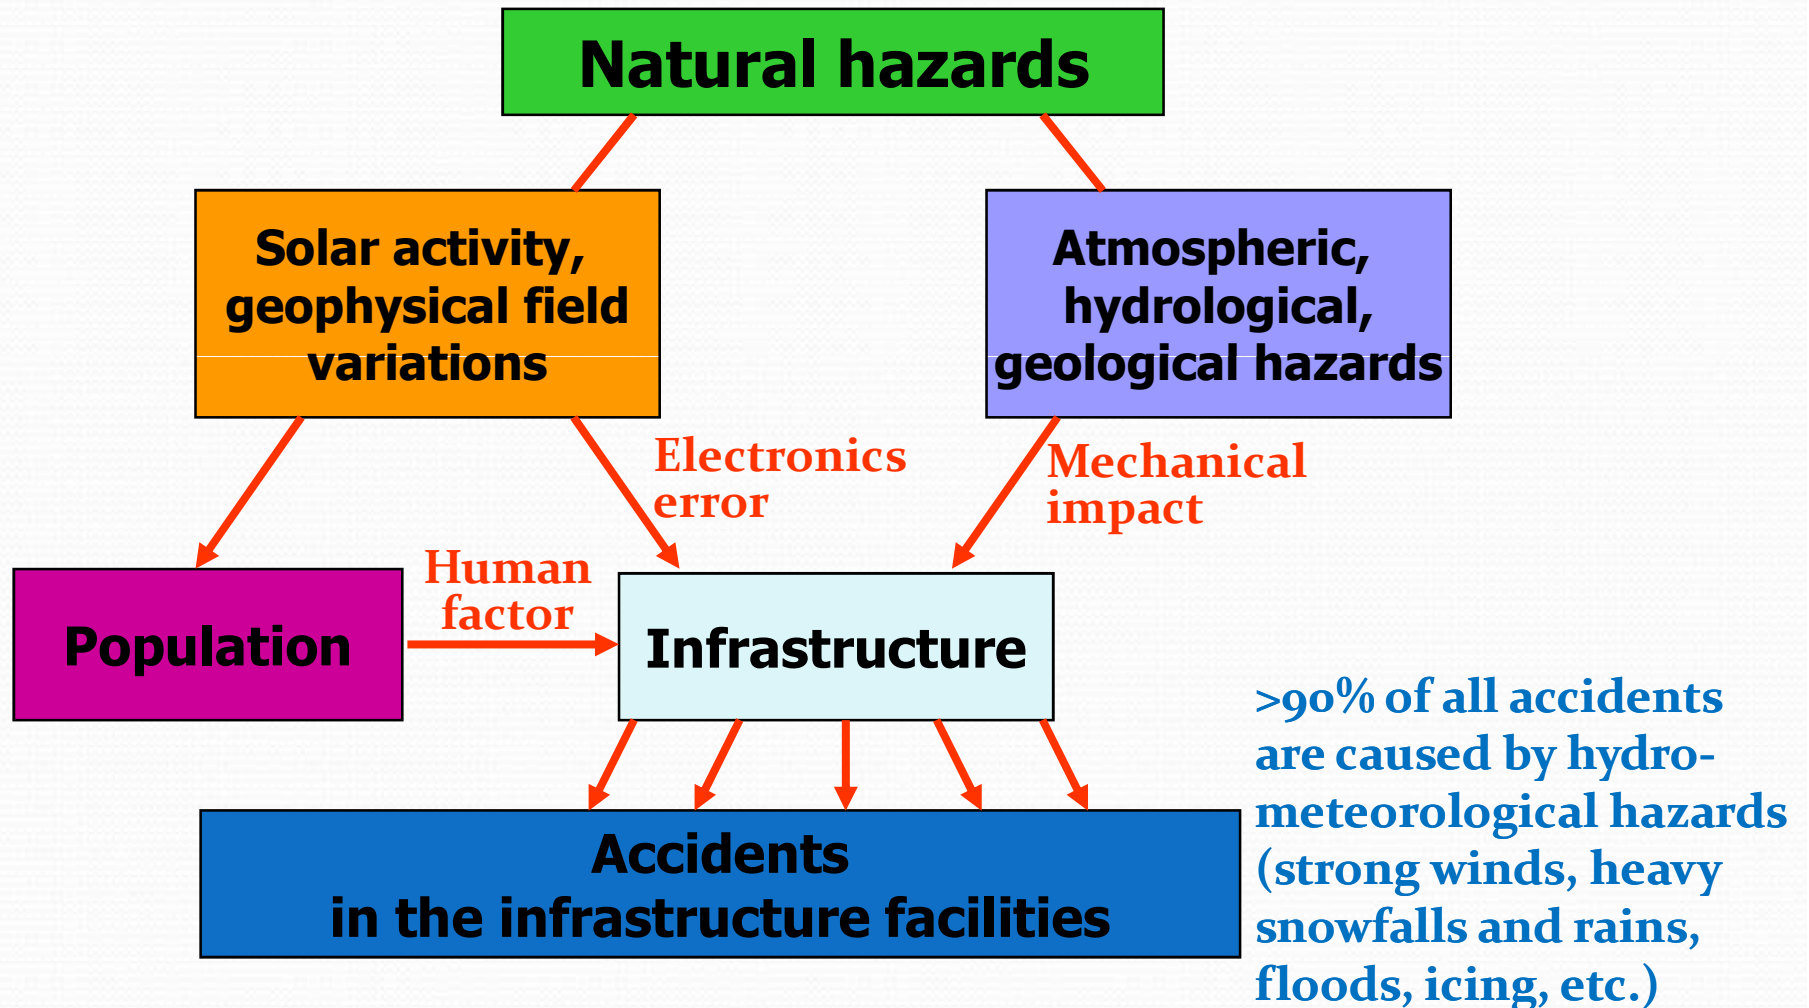 Natural hazards
Solar activity,
geophysical field
variations
Atmospheric,
hydrological,
geological hazards
Electronics
error
Mechanical
impact
Human
factor
Population
Infrastructure
>90% of all accidents
are caused by hydro-
meteorological hazards
(strong winds, heavy
snowfalls and rains,
floods, icing, etc.)
Accidents
in the infrastructure facilities